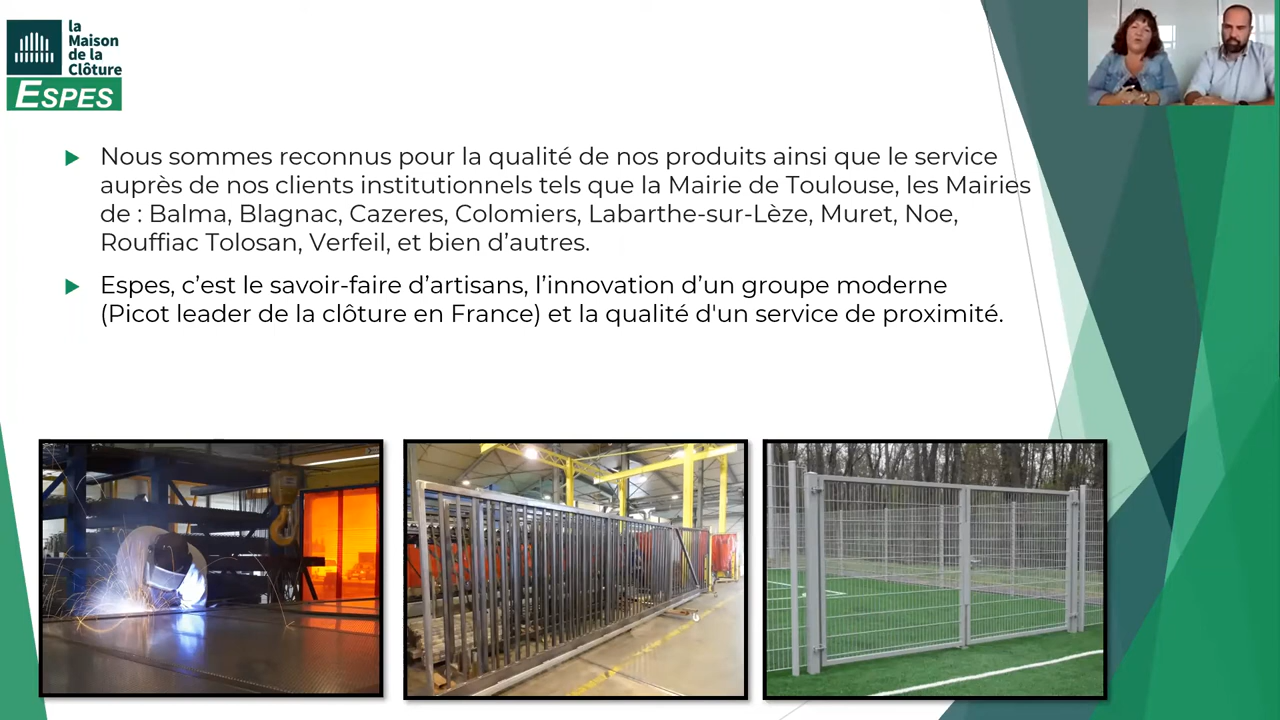 la
Maison
de la
Clôture
ESPES
Nous sommes reconnus pour la qualité de nos produits ainsi que le service
auprès de nos clients institutionnels tels que la Mairie de Toulouse, les Mairies
de : Balma, Blagnac, Cazeres, Colomiers, Labarthe-sur-Lèze, Muret, Noe,
Rouffiac Tolosan, Verfeil, et bien d’autres.
Espes, c’est le savoir-faire d’artisans, l’innovation d’un groupe moderne
(Picot leader de la clôture en France) et la qualité d'un service de proximité.